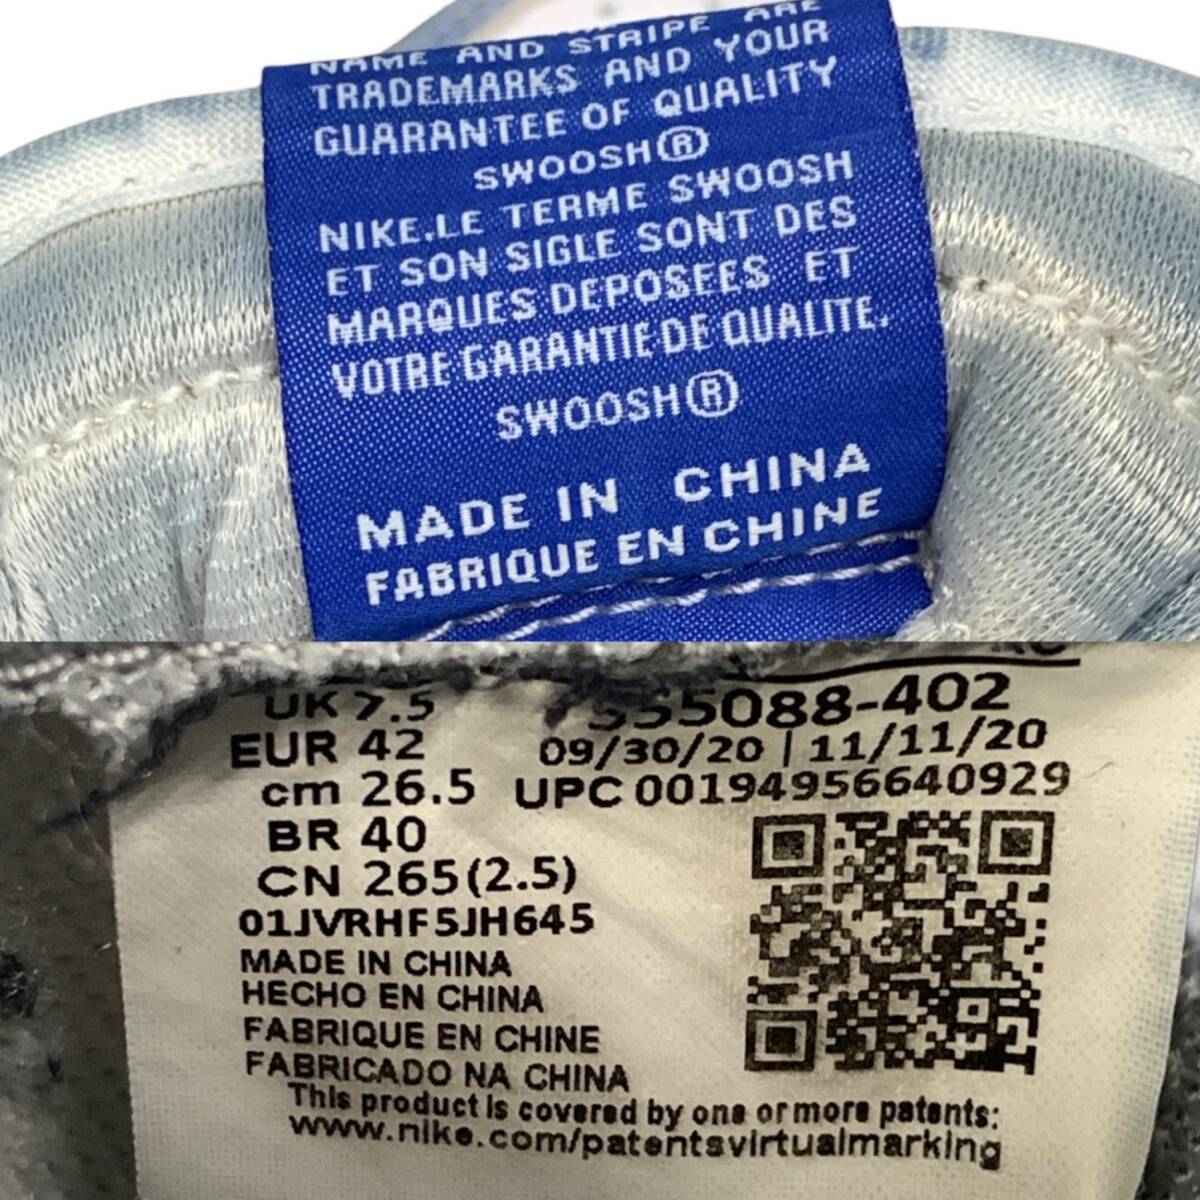 NAME AND STRIPE ARE
TRADEMARKS AND YOUR
GUARANTEE OF QUALITY
SWOOSH®
NIKE.LE TERME SWOOSH
ET SON SIGLE SONT DES
MARQUES DEPOSEES ET
VOTRE GARANTIE DE QUALITE.
SWOOSH®
MADE IN CHINA
FABRIQUE EN CHINE
UK 7.5
555088-402
EUR 42
09/30/20 | 11/11/20
cm 26.5
UPC 00194956640929
BR 40
CN 265(2.5)
01JVRHF5JH645
MADE IN CHINA
HECHO EN CHINA
FABRIQUE EN CHINE
FABRICADO NA CHINA
This product is covered by one or more patents:
www.nike.com/patentsvirtualmarking